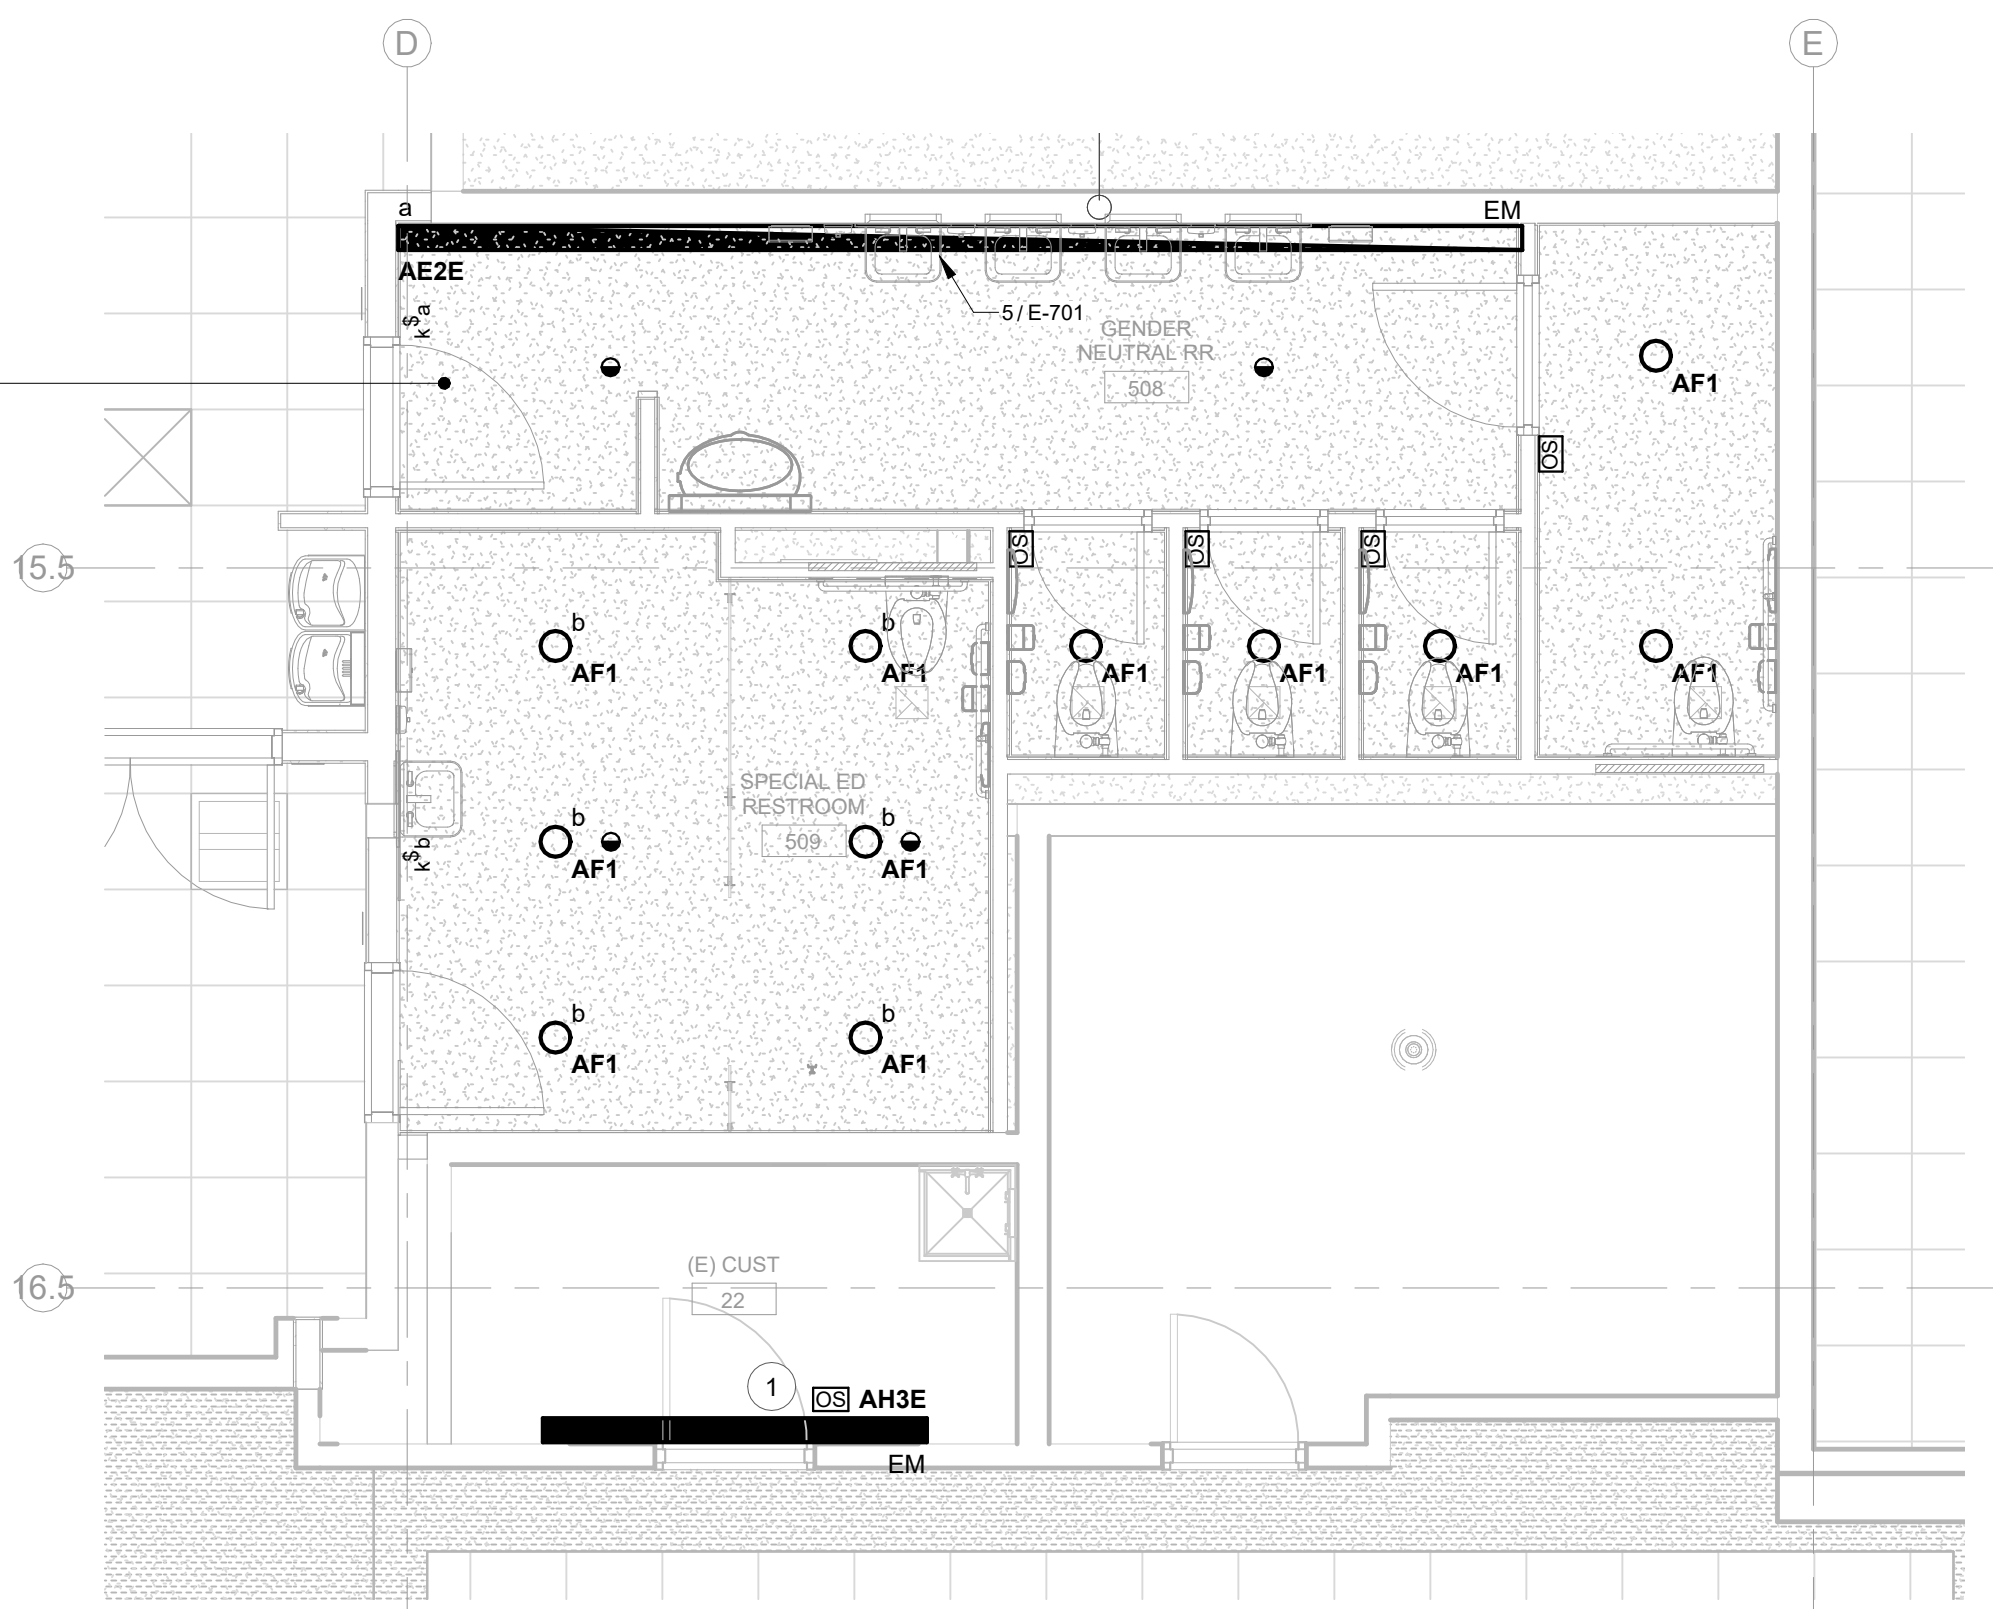 D
E
a
EM
AE2E
k$a
5 / E-701
GENDER
NEUTRAL RR
508
AF1
OS
15.5
OS
OS
OS
b
AF1
b
AF1
AF1
AF1
AF1
AF1
SPECIAL ED
RESTROOM
509
k$b
b
AF1
b
AF1
b
AF1
b
AF1
(E) CUST
22
16.5
1
OS
AH3E
EM